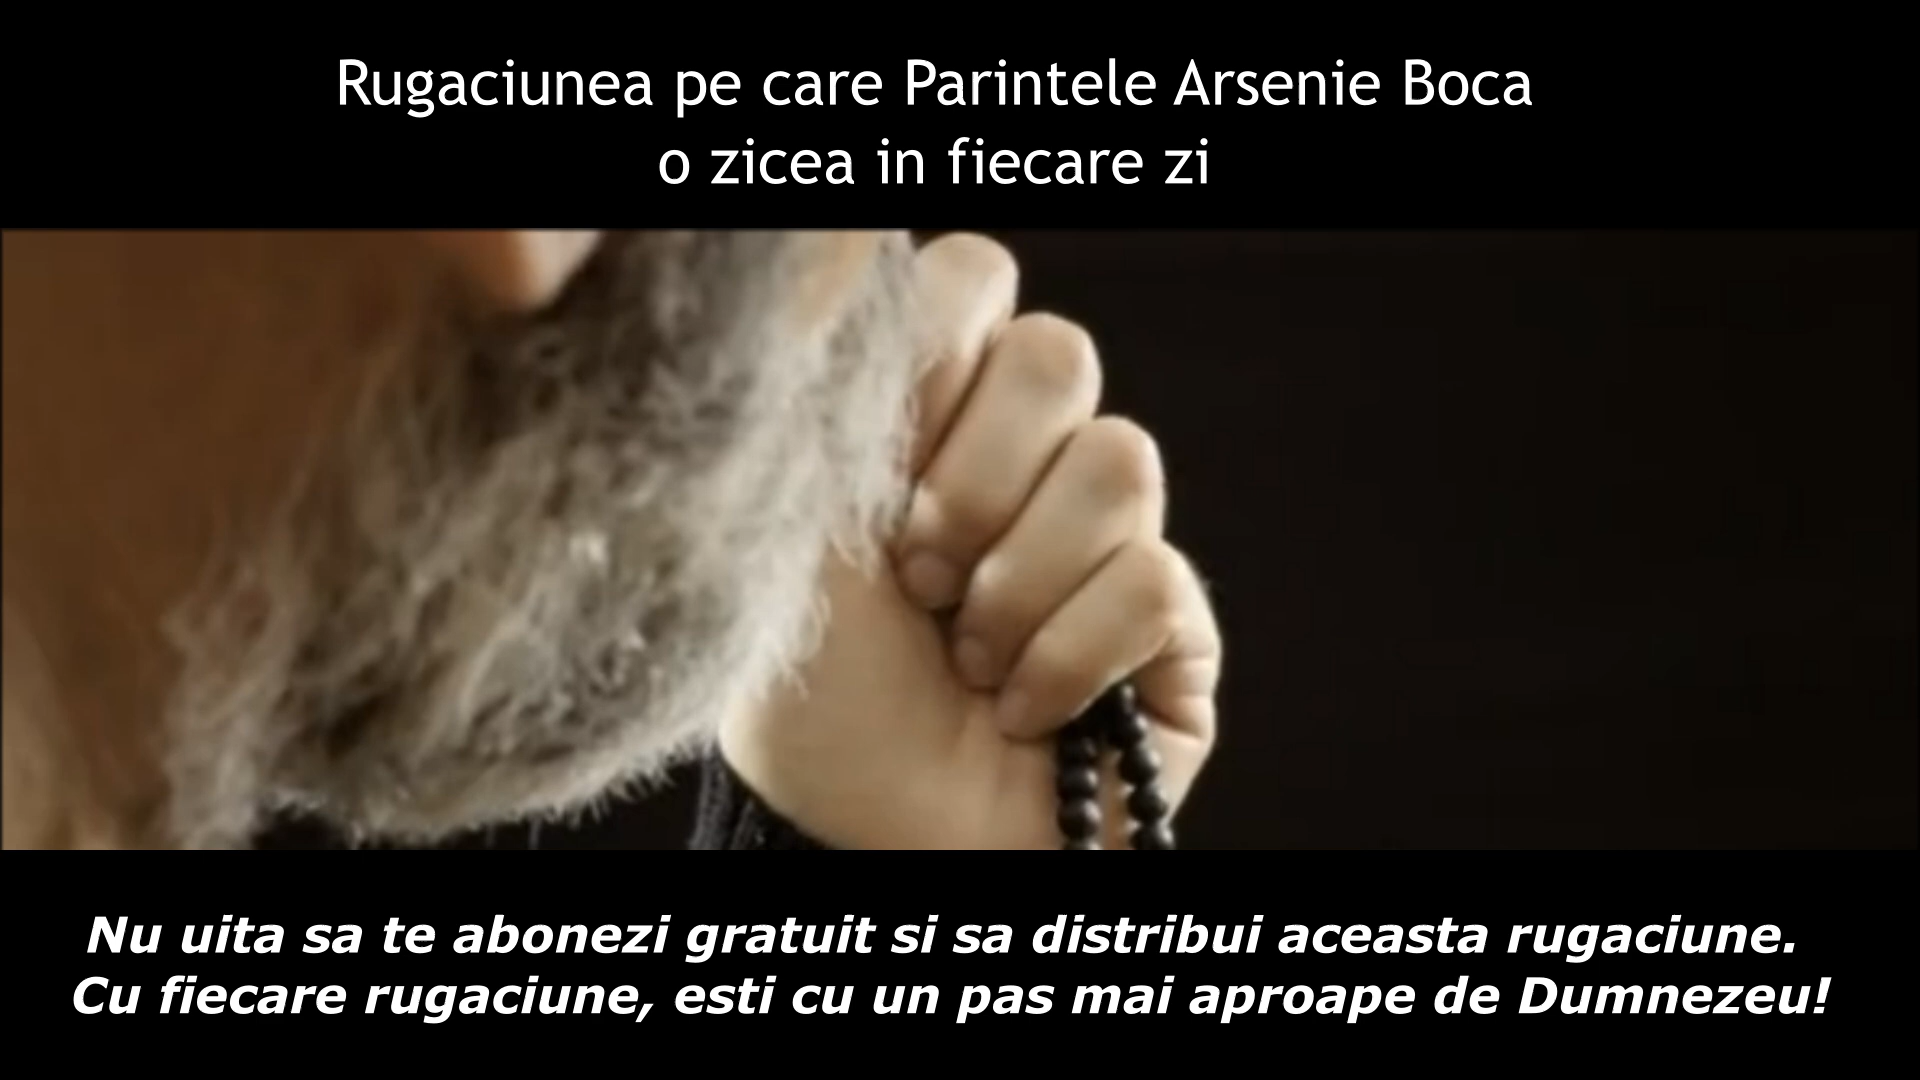 Rugaciunea pe care Parintele Arsenie Boca
o zicea in fiecare zi
Nu uita sa te abonezi gratuit si sa distribui aceasta rugaciune.
Cu fiecare rugaciune, esti cu un pas mai aproape de Dumnezeu!